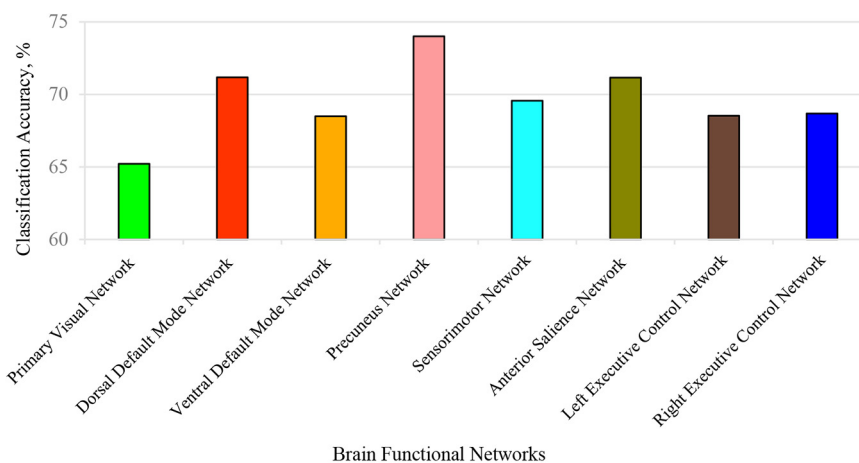 Classification Accuracy, %
75
70
65
60
Primary Visual Network
Dorsal Default Mode Network
Ventral Default Mode Network
Precuneus Network
Sensorimotor Network
Anterior Salience Network
Left Executive Control Network
Right Executive Control Network
Brain Functional Networks